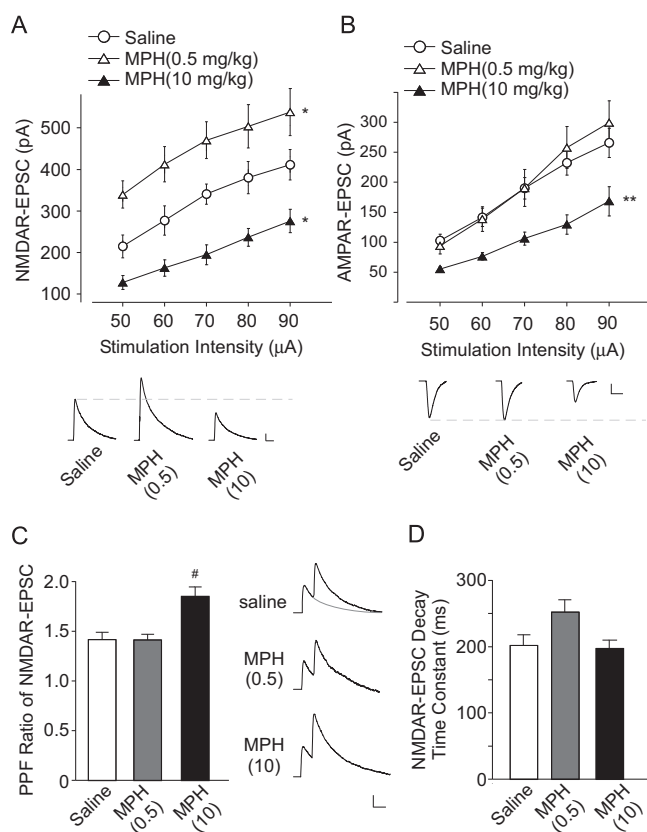 A
Saline
MPH(0.5 mg/kg)
MPH(10 mg/kg)
NMDAR-EPSC (pA)
500
400
300
200
100
*
*
50 60 70 80 90
Stimulation Intensity (μA)
Saline
MPH
(0.5)
MPH
(10)
B
Saline
MPH(0.5 mg/kg)
MPH(10 mg/kg)
AMPAR-EPSC (pA)
300
250
200
150
100
50
**
50 60 70 80 90
Stimulation Intensity (μA)
Saline
MPH
(0.5)
MPH
(10)
C
PPF Ratio of NMDAR-EPSC
2.0
1.5
1.0
0.5
0
#
Saline
MPH
(0.5)
MPH
(10)
saline
MPH
(0.5)
MPH
(10)
D
NMDAR-EPSC Decay
Time Constant (ms)
300
200
100
0
Saline
MPH
(0.5)
MPH
(10)